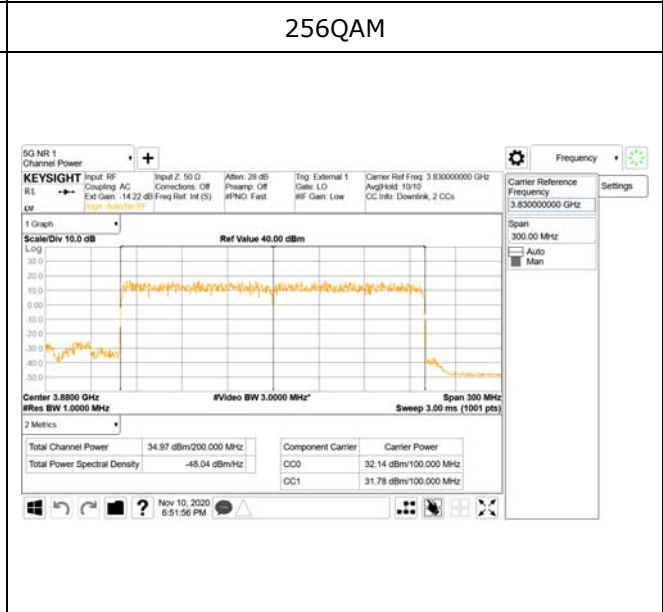 256QAM
5G NR 1
Channel Power
Frequency
KEYSIGHT
RL
Input: RF
Coupling: AC
Ext Gain: -14.22 dB
Align: Auto/No RF
Input Z: 50 Ω
Corrections: Off
Freq Ref: Int (S)
Atten: 28 dB
Preamp: Off
#PNO: Fast
Trig: External 1
Gate: LO
#IF Gain: Low
Carrier Ref Freq: 3.830000000 GHz
Avg|Hold: 10/10
CC Info: Downlink, 2 CCs
Carrier Reference
Frequency
3.830000000 GHz
Settings
Span
300.00 MHz
Auto
Man
1 Graph
Scale/Div 10.0 dB
Ref Value 40.00 dBm
Log
30.0
20.0
10.0
0.00
-10.0
-20.0
-30.0
-40.0
-50.0
Center 3.8800 GHz
#Video BW 3.0000 MHz*
Span 300 MHz
#Res BW 1.0000 MHz
Sweep 3.00 ms (1001 pts)
2 Metrics
Total Channel Power 34.97 dBm/200.000 MHz
Total Power Spectral Density -48.04 dBm/Hz
Component Carrier Carrier Power
CC0 32.14 dBm/100.000 MHz
CC1 31.78 dBm/100.000 MHz
?
Nov 10, 2020
6:51:56 PM